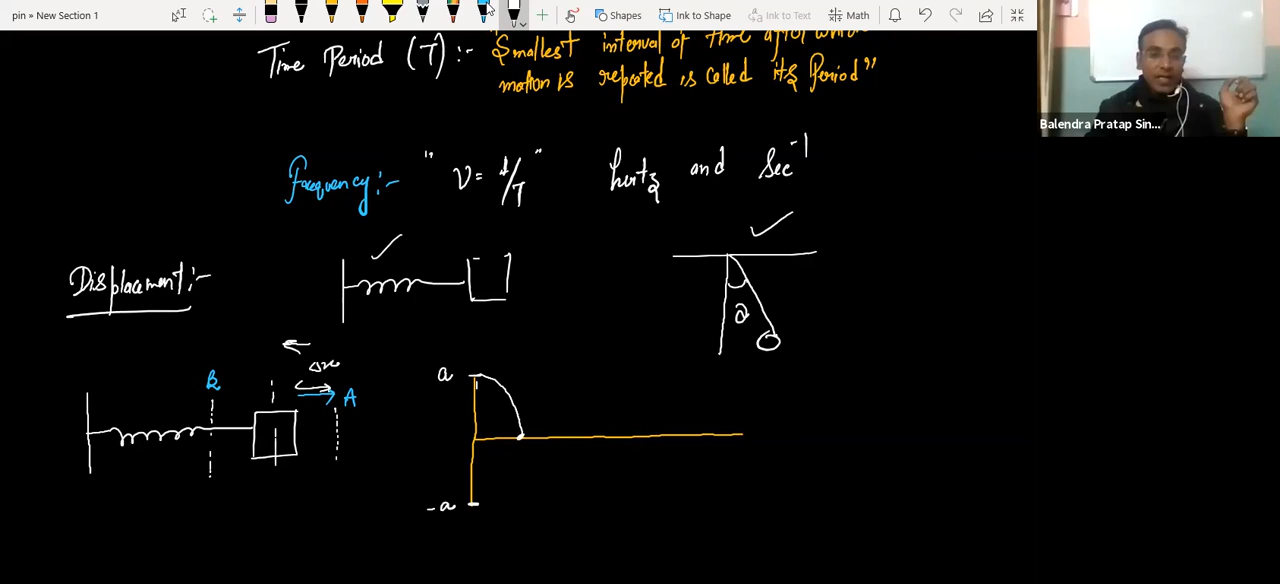 pin » New Section 1
Shapes
Ink to Shape
Ink to Text
Math
Balendra Pratap Sin...
Time Period (T) :- "Smallest interval of time after which
motion is repeated is called its Period"
Frequency :- " ν = 1/T " hertz and Sec⁻¹
Displacement :-
Δx
B
A
a
-a